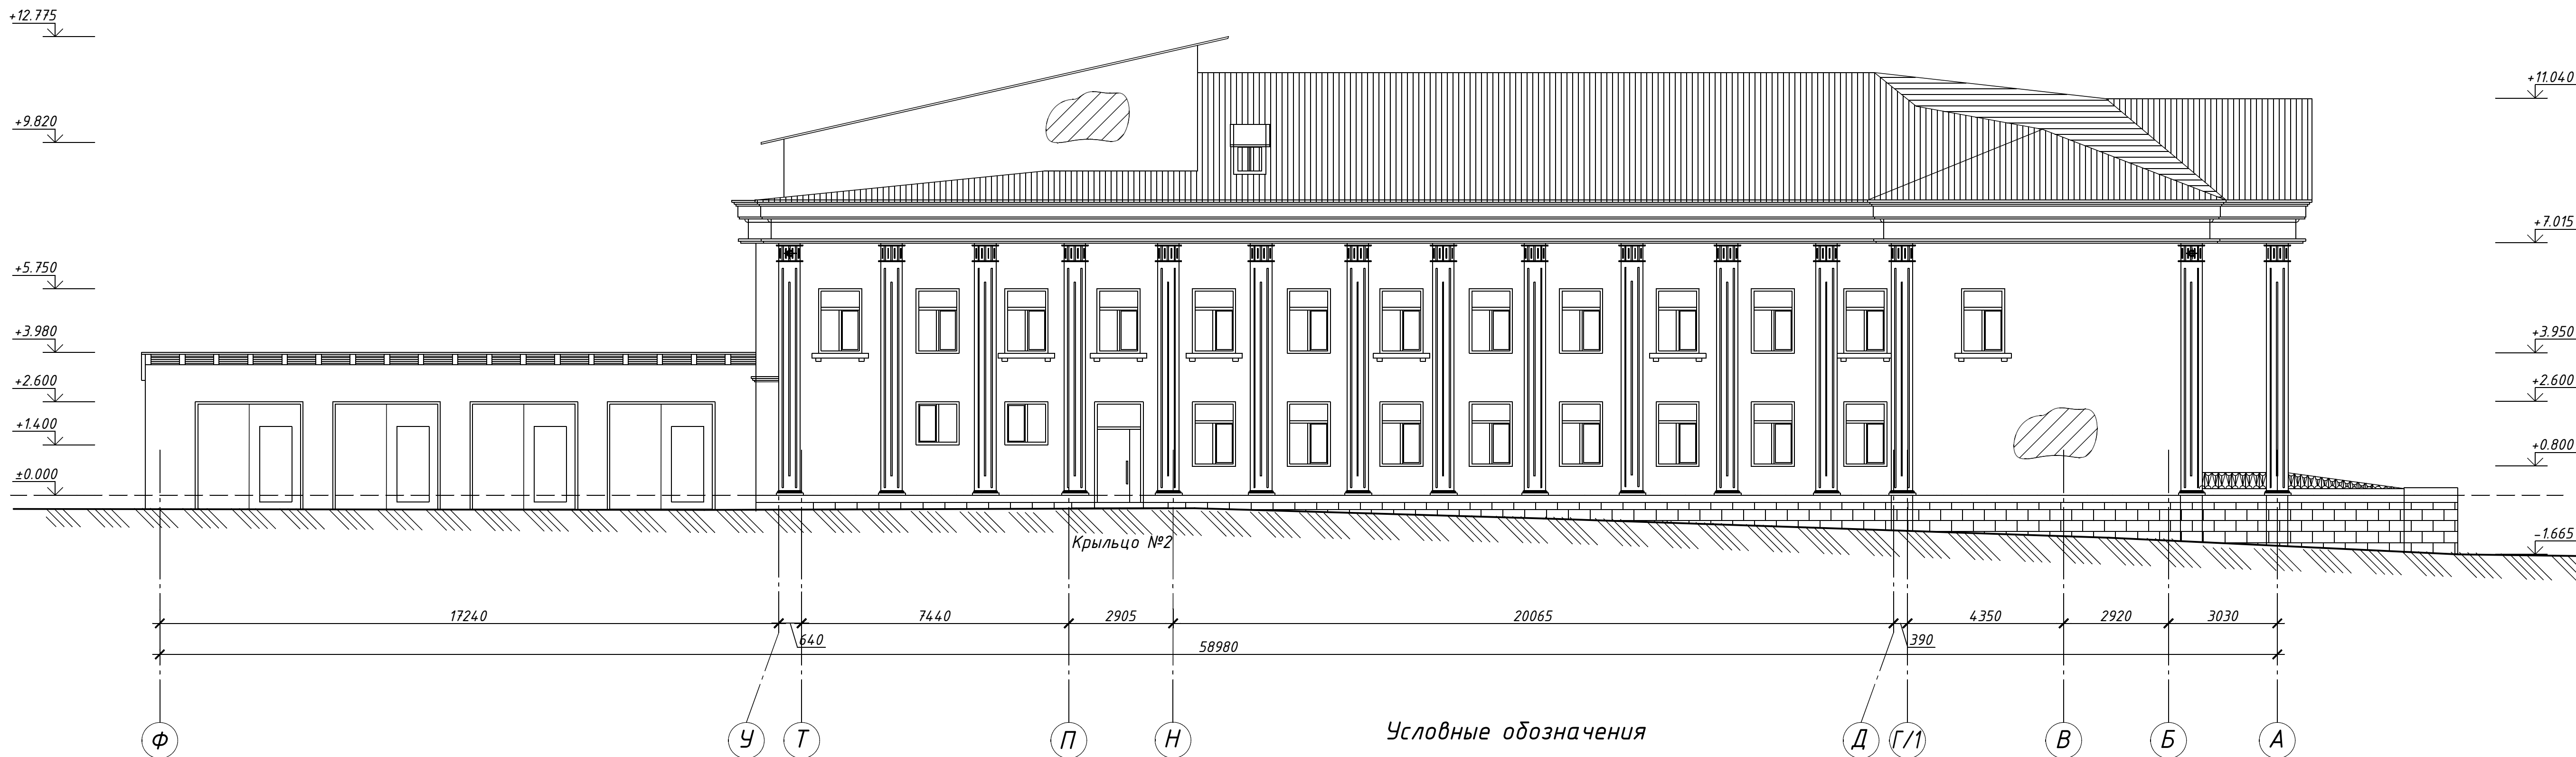 +12.775
+11.040
+9.820
+7.015
+5.750
+3.980
+3.950
+2.600
+2.600
+1.400
+0.800
±0.000
-1.665
Крыльцо №2
17240
7440
2905
20065
4350
2920
3030
640
390
58980
Условные обозначения
Ф
У
Т
П
Н
Д
Г/1
В
Б
А